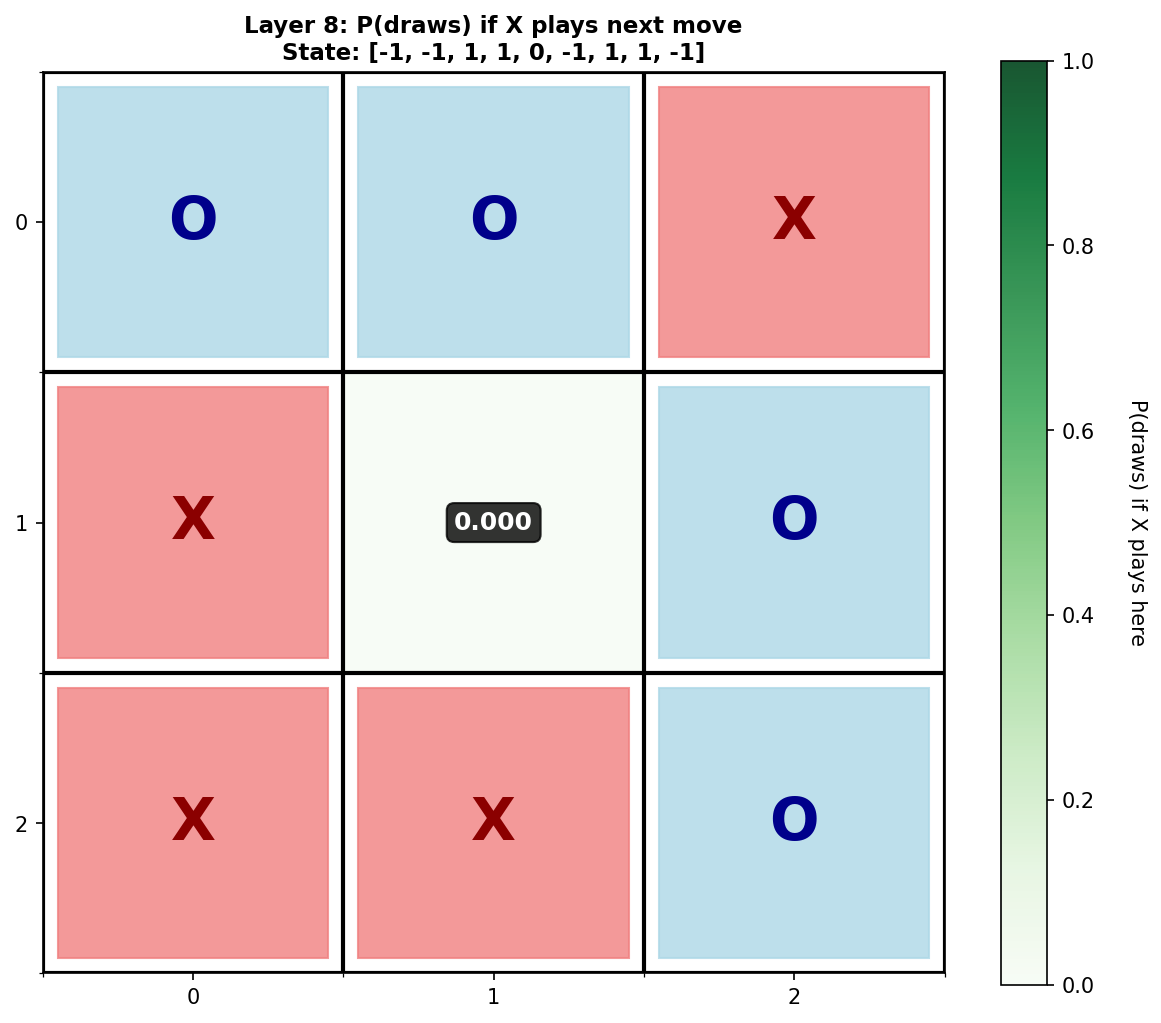 Layer 8: P(draws) if X plays next move
State: [-1, -1, 1, 1, 0, -1, 1, 1, -1]
O
O
X
X
0.000
O
X
X
O
0
1
2
0
1
2
1.0
0.8
0.6
0.4
0.2
0.0
P(draws) if X plays here